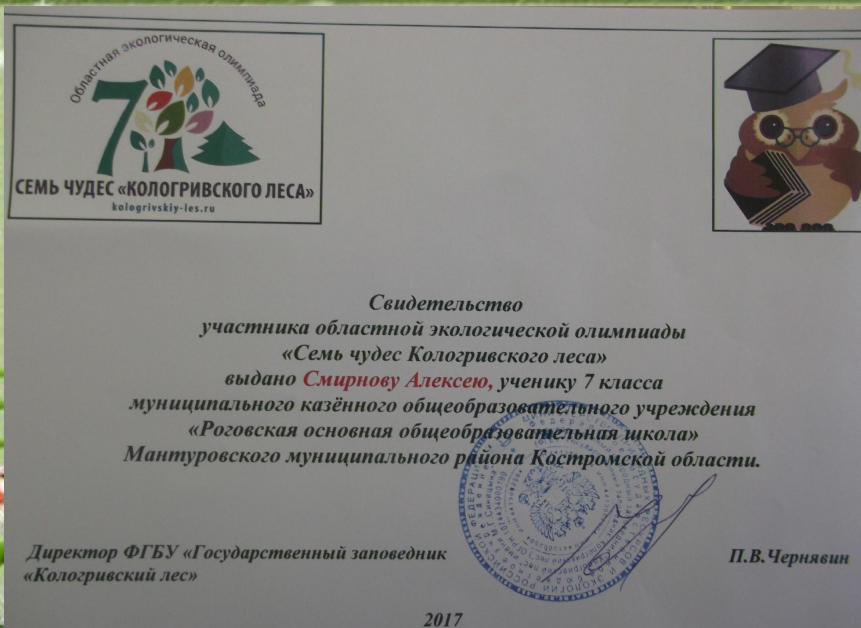 Областная экологическая олимпиада
7
СЕМЬ ЧУДЕС «КОЛОГРИВСКОГО ЛЕСА»
kologrivskiy-les.ru
Свидетельство
участника областной экологической олимпиады
«Семь чудес Кологривского леса»
выдано Смирнову Алексею, ученику 7 класса
муниципального казённого общеобразовательного учреждения
«Роговская основная общеобразовательная школа»
Мантуровского муниципального района Костромской области.
Директор ФГБУ «Государственный заповедник
«Кологривский лес»
П.В.Чернявин
2017